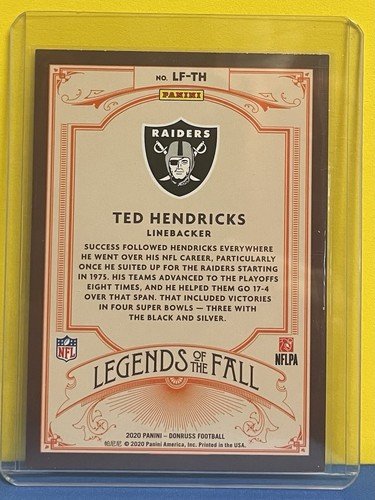 NO. LF-TH
PANINI
RAIDERS
TED HENDRICKS
LINEBACKER
SUCCESS FOLLOWED HENDRICKS EVERYWHERE
HE WENT OVER HIS NFL CAREER, PARTICULARLY
ONCE HE SUITED UP FOR THE RAIDERS STARTING
IN 1975. HIS TEAMS ADVANCED TO THE PLAYOFFS
EIGHT TIMES, AND HE HELPED THEM GO 17-4
OVER THAT SPAN. THAT INCLUDED VICTORIES
IN FOUR SUPER BOWLS — THREE WITH
THE BLACK AND SILVER.
NFL
NFLPA
LEGENDS OF THE FALL
2020 PANINI - DONRUSS FOOTBALL
帕尼尼 © 2020 Panini America, Inc. Printed in the USA.